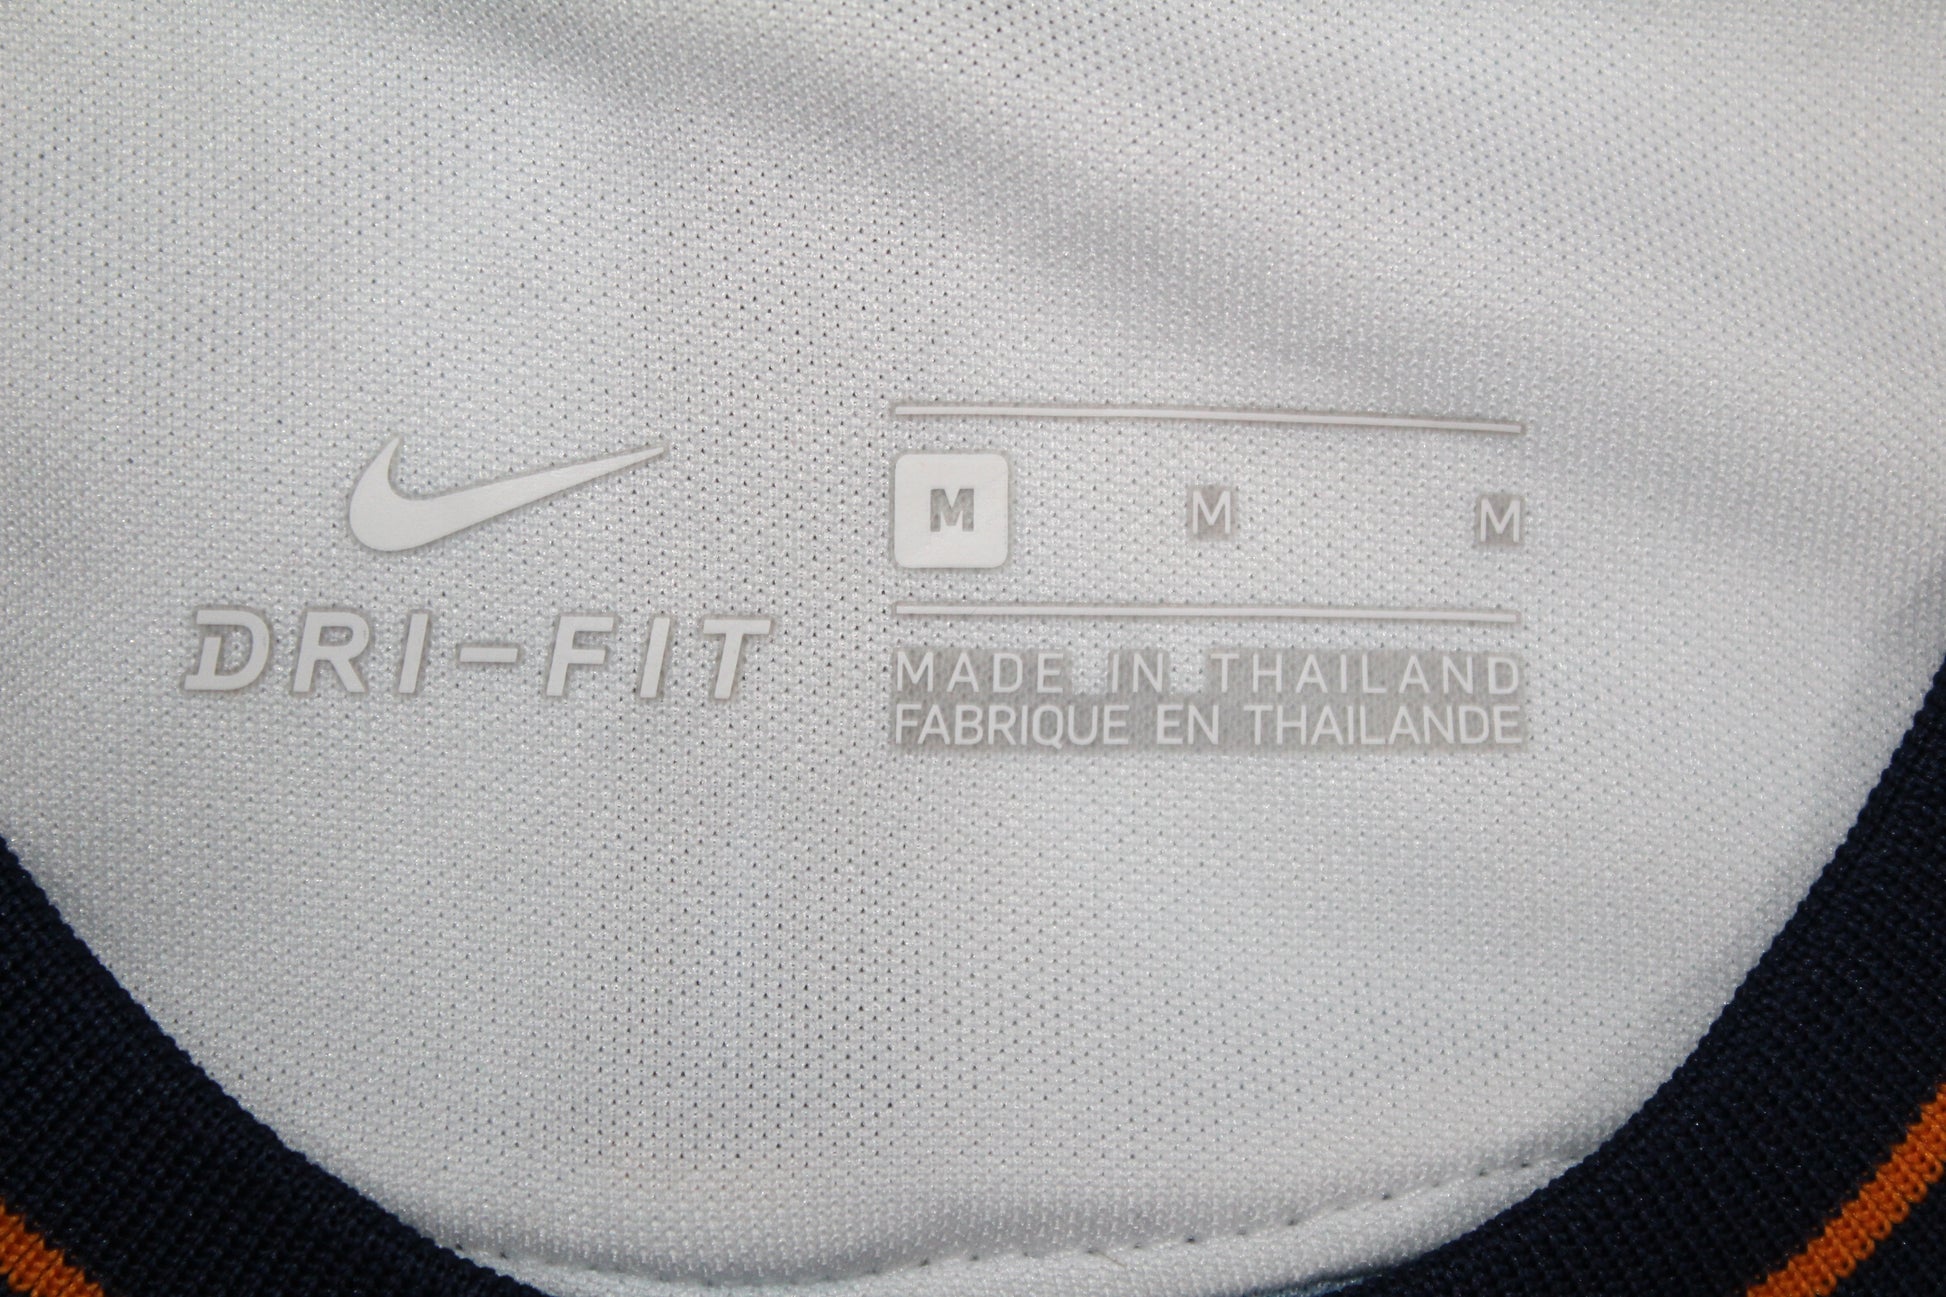 DRI-FIT
M M M
MADE IN THAILAND
FABRIQUE EN THAILANDE